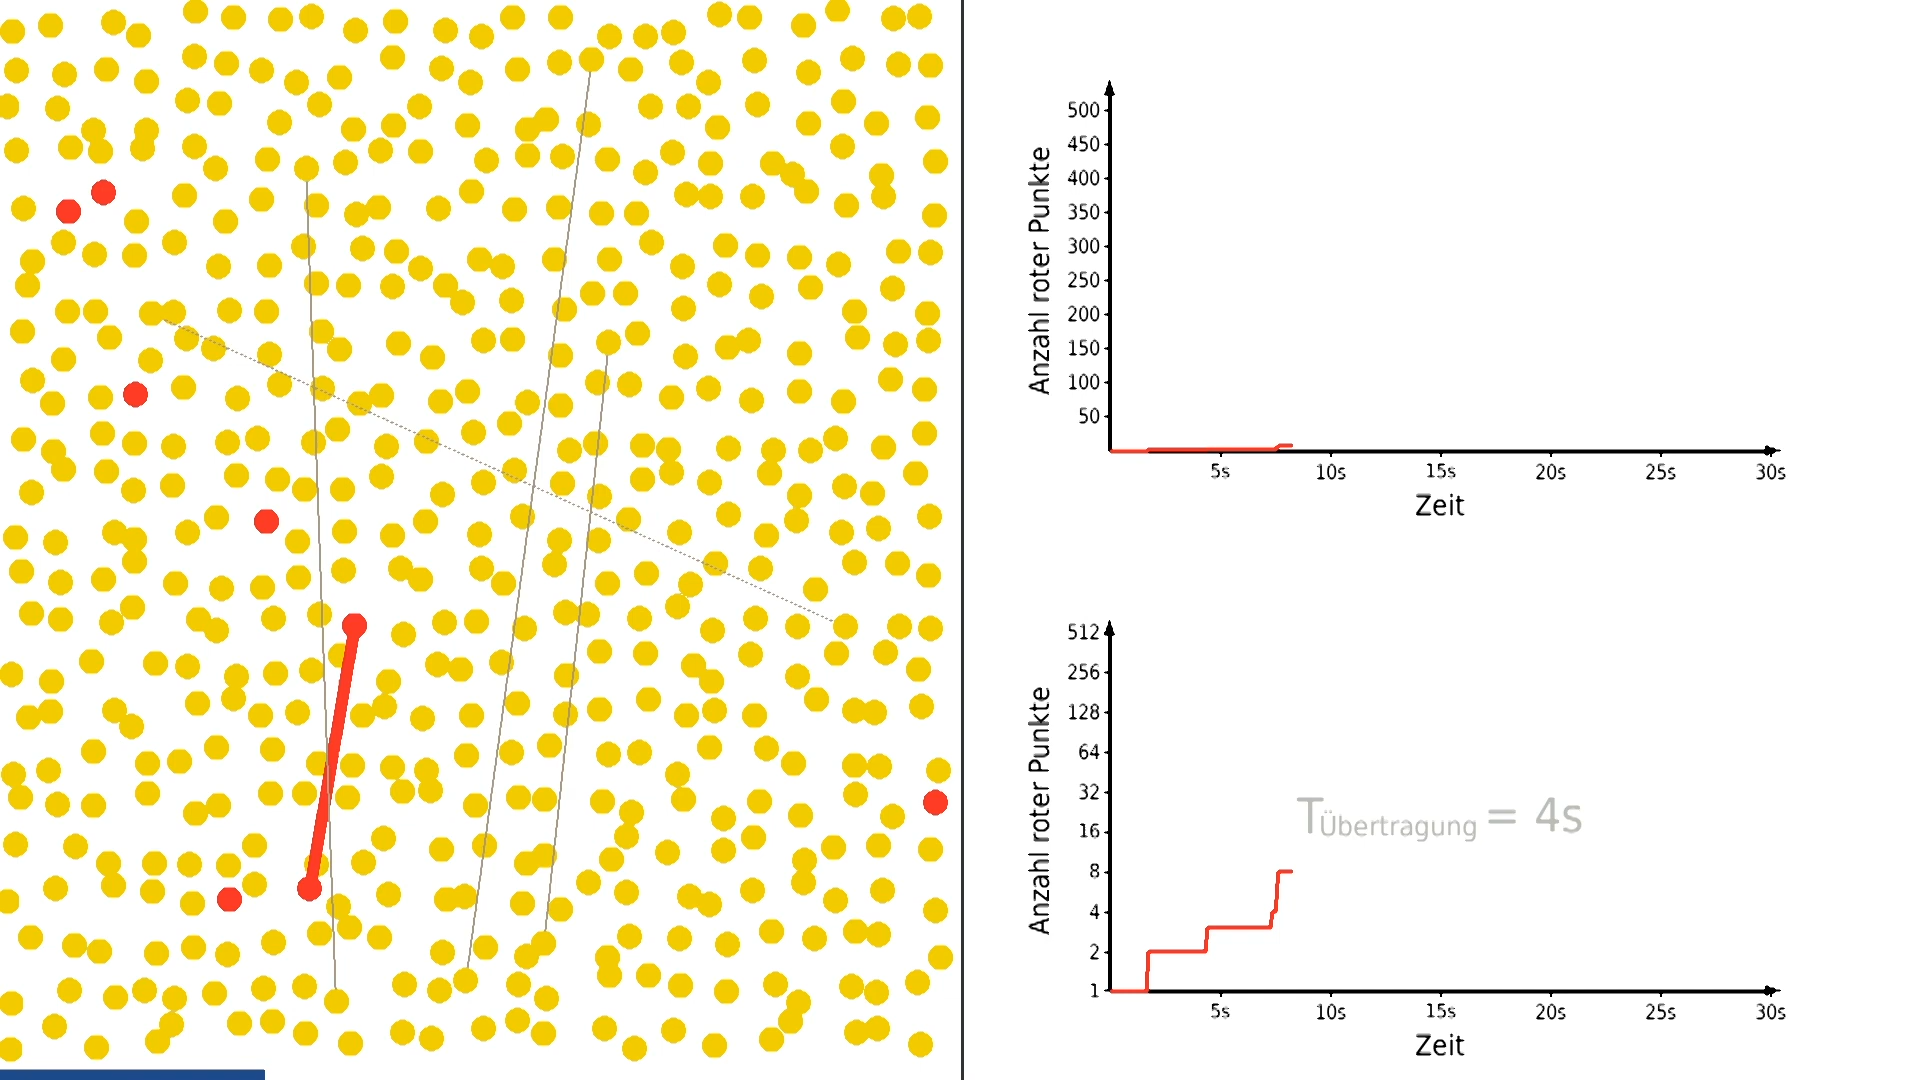 Anzahl roter Punkte
500
450
400
350
300
250
200
150
100
50
5s 10s 15s 20s 25s 30s
Zeit
Anzahl roter Punkte
512
256
128
64
32
16
8
4
2
1
T Übertragung = 4s
5s 10s 15s 20s 25s 30s
Zeit